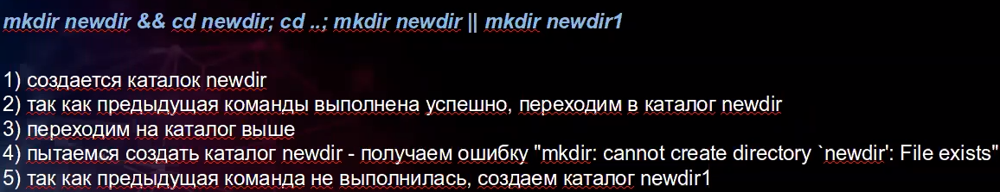 mkdir newdir && cd newdir; cd ..; mkdir newdir || mkdir newdir1
1) создается каталок newdir
2) так как предыдущая команды выполнена успешно, переходим в каталог newdir
3) переходим на каталог выше
4) пытаемся создать каталог newdir - получаем ошибку "mkdir: cannot create directory `newdir': File exists"
5) так как предыдущая команда не выполнилась, создаем каталог newdir1